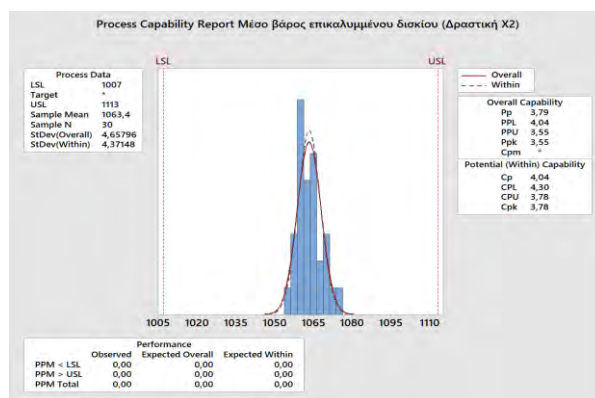 Process Capability Report Μέσο βάρος επικαλυμμένου δισκίου (Δραστική Χ2)
LSL USL
Process Data
LSL 1007
Target *
USL 1113
Sample Mean 1063,4
Sample N 30
StDev(Overall) 4,65796
StDev(Within) 4,37148
Overall
Within
Overall Capability
Pp 3,79
PPL 4,04
PPU 3,55
Ppk 3,55
Cpm *
Potential (Within) Capability
Cp 4,04
CPL 4,30
CPU 3,78
Cpk 3,78
1005 1020 1035 1050 1065 1080 1095 1110
Performance
Observed Expected Overall Expected Within
PPM < LSL 0,00 0,00 0,00
PPM > USL 0,00 0,00 0,00
PPM Total 0,00 0,00 0,00